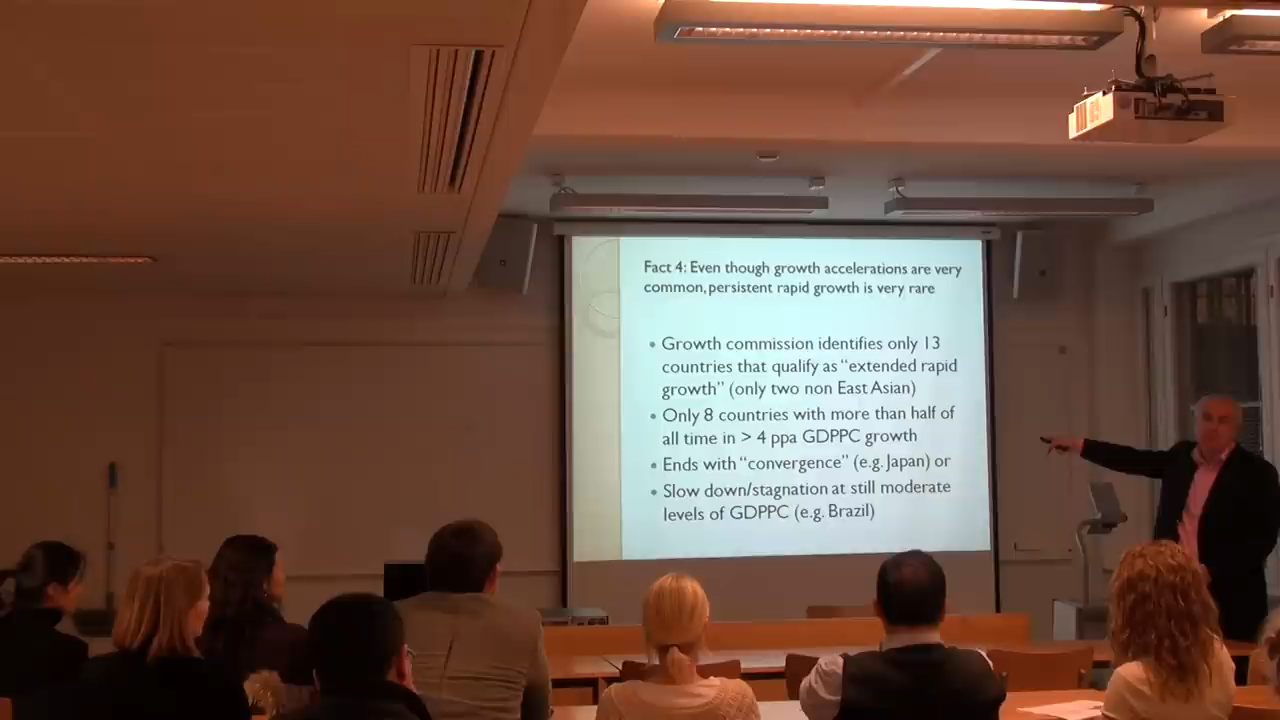 Fact 4: Even though growth accelerations are very
common, persistent rapid growth is very rare
• Growth commission identifies only 13
countries that qualify as “extended rapid
growth” (only two non East Asian)
• Only 8 countries with more than half of
all time in > 4 ppa GDPPC growth
• Ends with “convergence” (e.g. Japan) or
• Slow down/stagnation at still moderate
levels of GDPPC (e.g. Brazil)